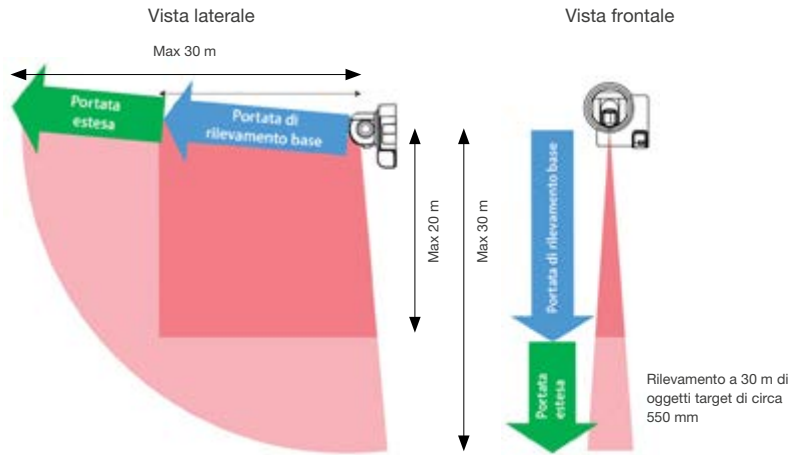 Vista laterale
Vista frontale
Max 30 m
Portata
estesa
Portata di
rilevamento base
Max 20 m
Max 30 m
Portata di rilevamento base
Portata
estesa
Rilevamento a 30 m di
oggetti target di circa
550 mm